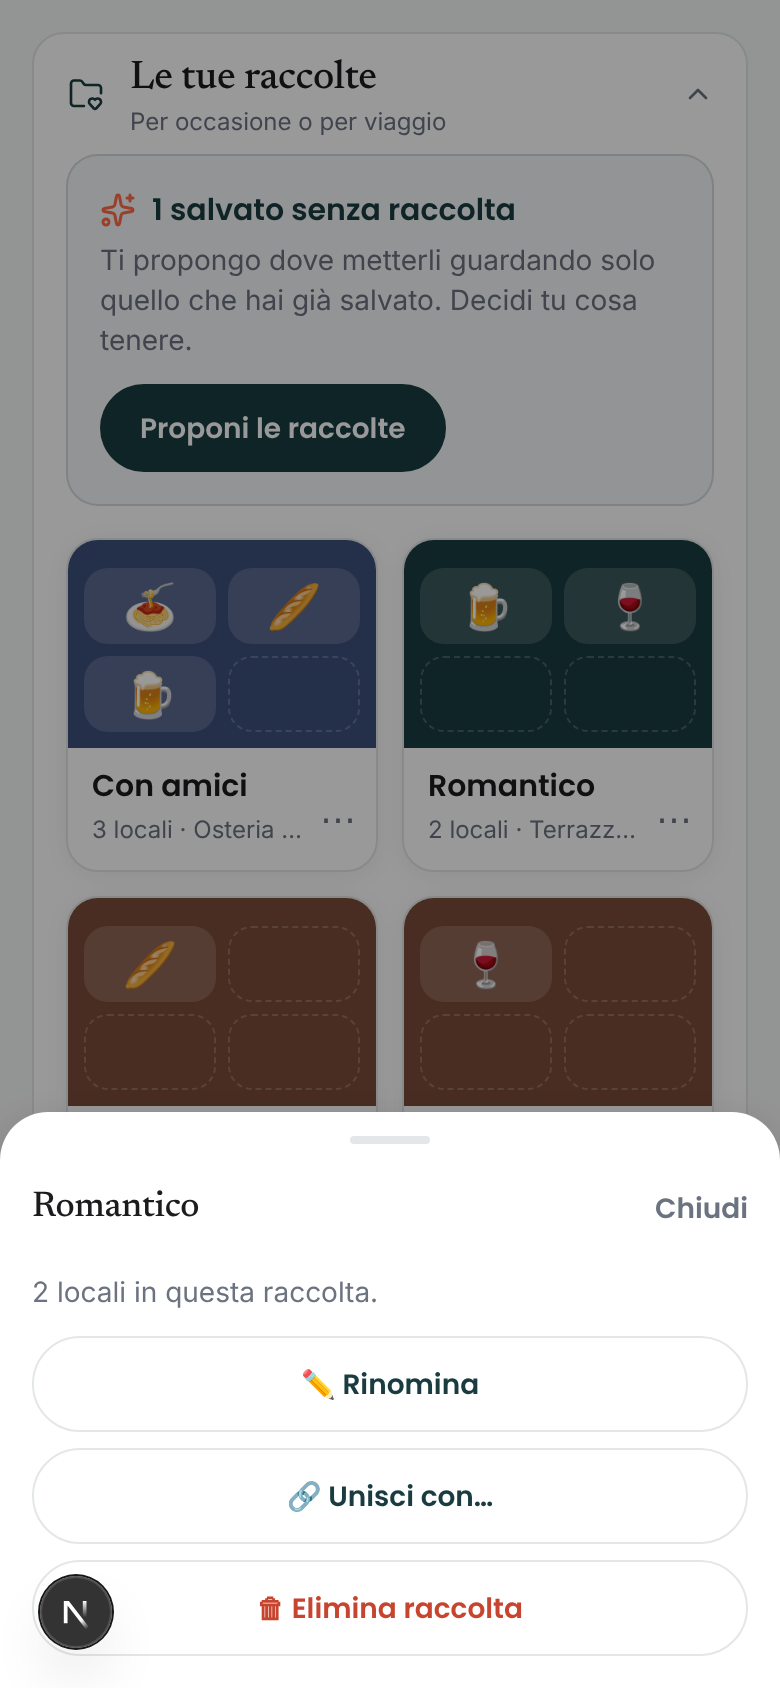 Le tue raccolte
Per occasione o per viaggio
1 salvato senza raccolta
Ti propongo dove metterli guardando solo
quello che hai già salvato. Decidi tu cosa
tenere.
Proponi le raccolte
Con amici
3 locali · Osteria ...
Romantico
2 locali · Terrazz...
Romantico
Chiudi
2 locali in questa raccolta.
✏️ Rinomina
🔗 Unisci con...
🗑 Elimina raccolta
N